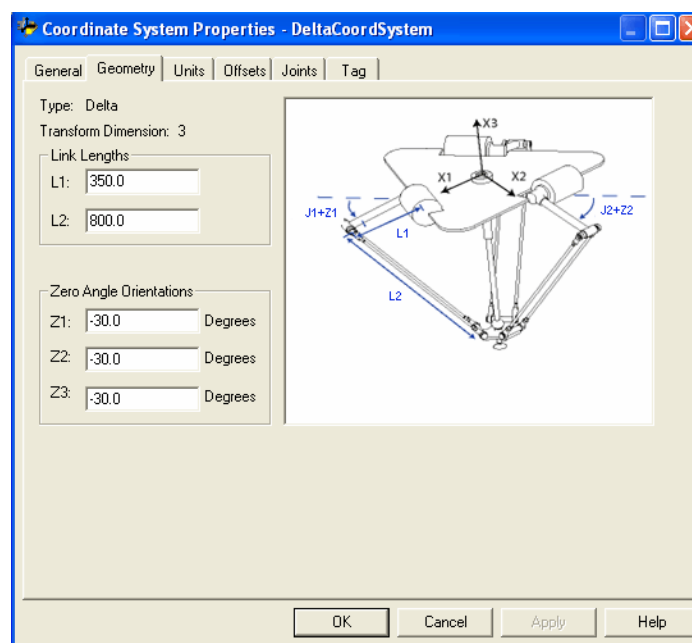 Coordinate System Properties - DeltaCoordSystem
General Geometry Units Offsets Joints Tag
Type: Delta
Transform Dimension: 3
Link Lengths
L1: 350.0
L2: 800.0
Zero Angle Orientations
Z1: -30.0 Degrees
Z2: -30.0 Degrees
Z3: -30.0 Degrees
X3
X1 X2
J1+Z1 J2+Z2
L1
L2
OK Cancel Apply Help